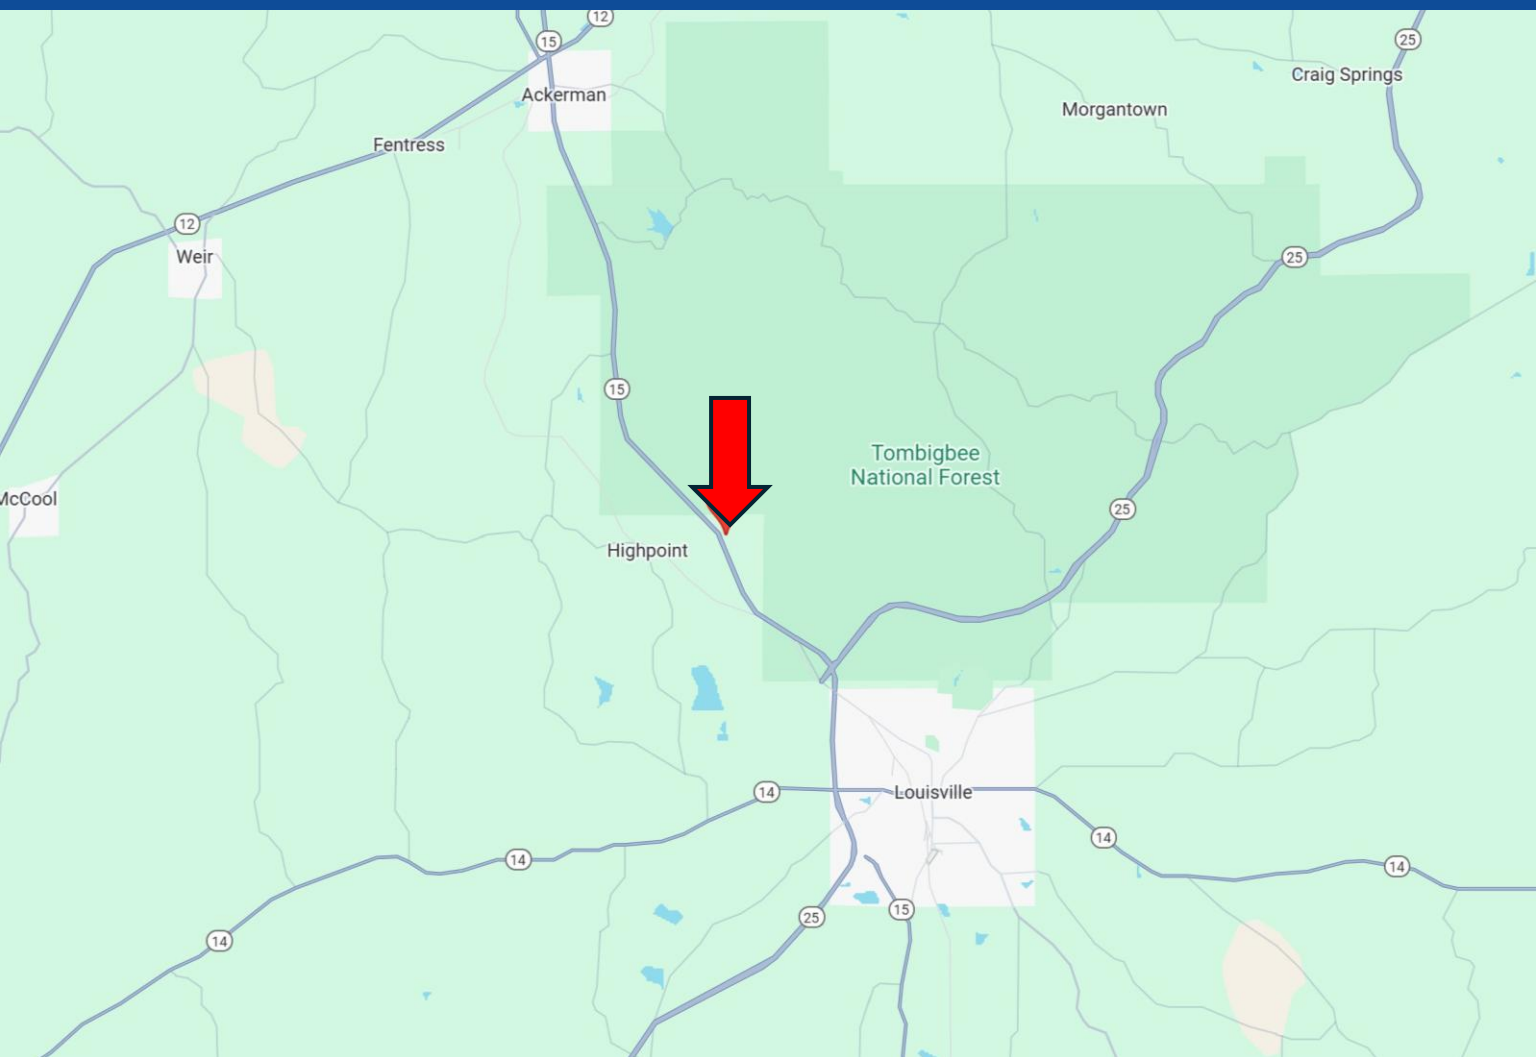 12
15
25
Craig Springs
Ackerman
Morgantown
Fentress
12
Weir
25
15
Tombigbee
National Forest
McCool
25
Highpoint
14
Louisville
14
14
14
25
15
14